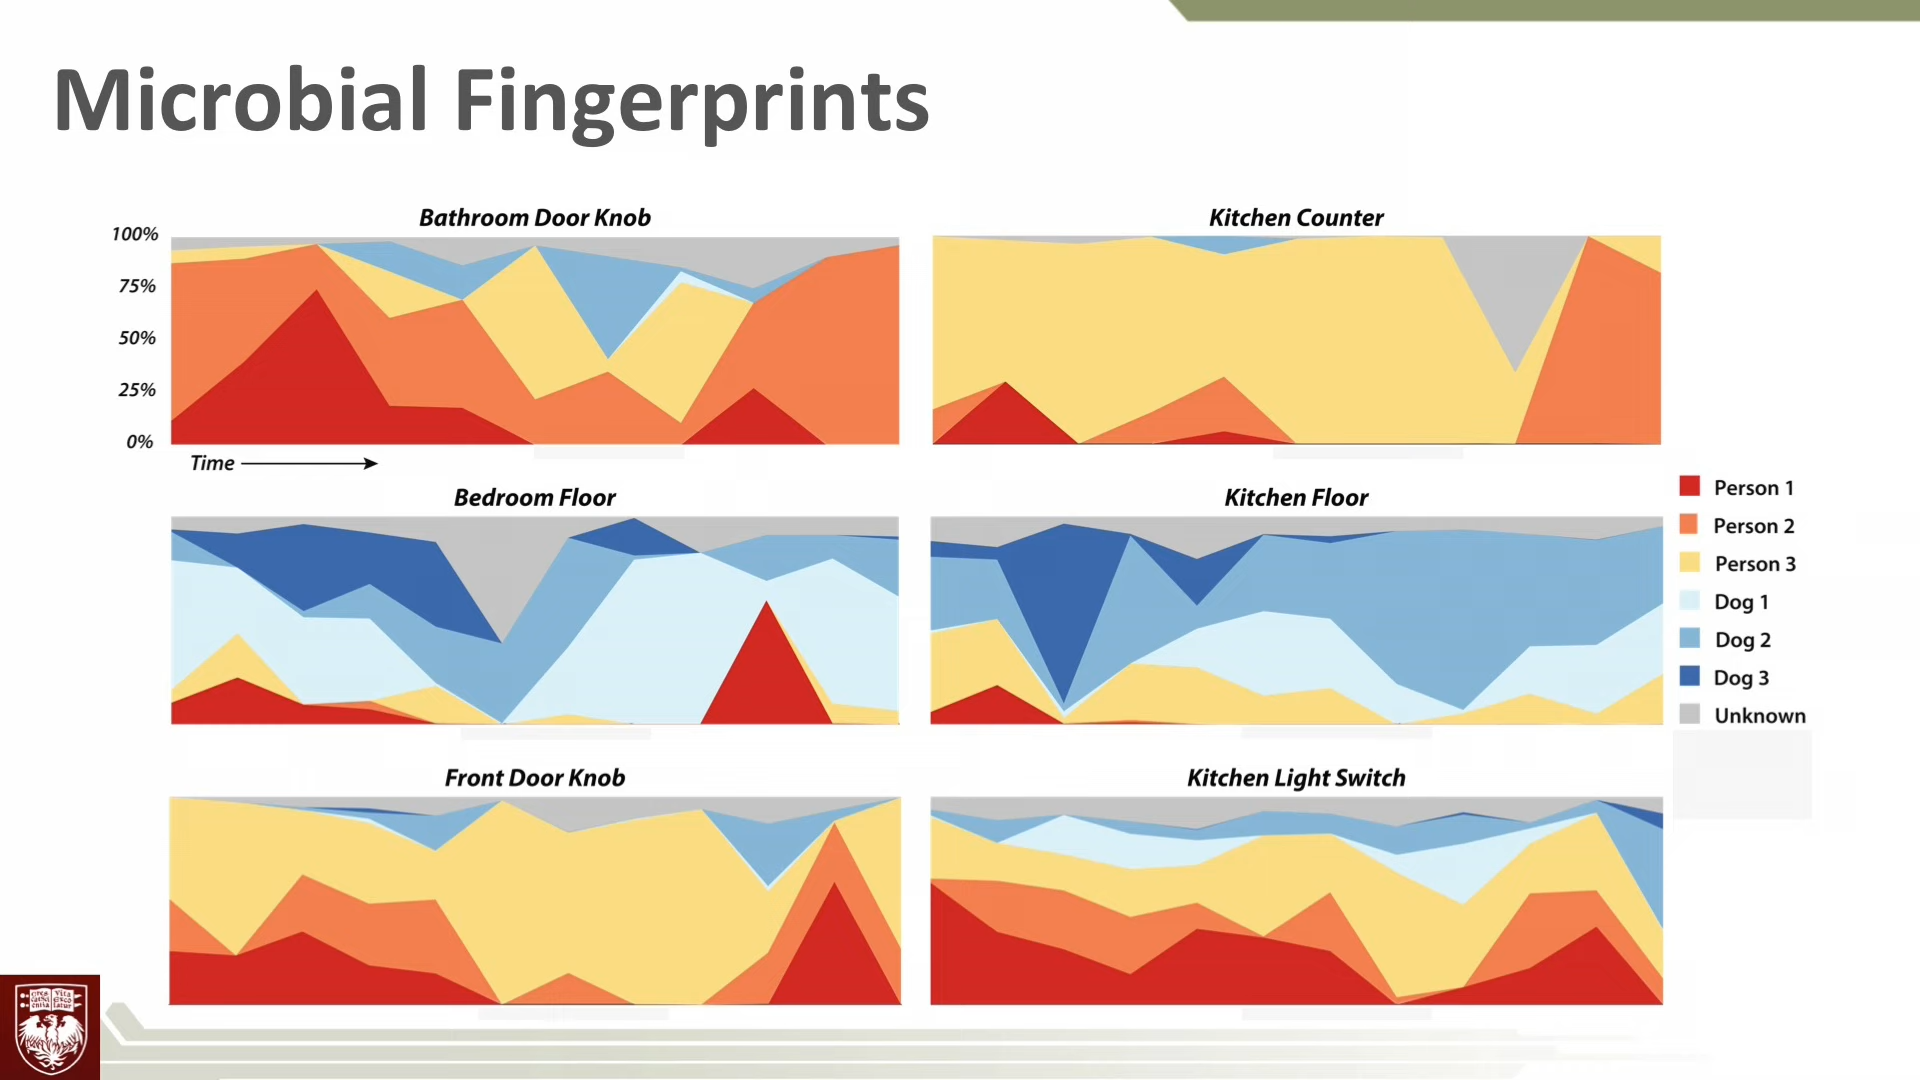 Microbial Fingerprints
Bathroom Door Knob
Kitchen Counter
100%
75%
50%
25%
0%
Time
Bedroom Floor
Kitchen Floor
Person 1
Person 2
Person 3
Dog 1
Dog 2
Dog 3
Unknown
Front Door Knob
Kitchen Light Switch